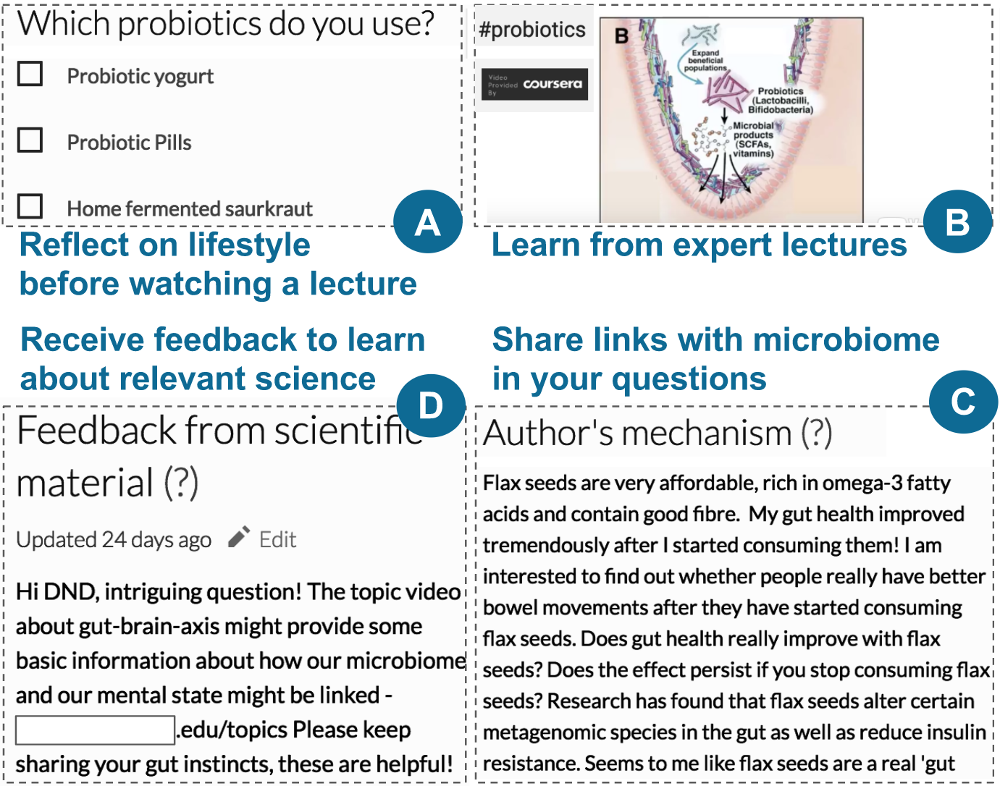 Which probiotics do you use?
Probiotic yogurt
Probiotic Pills
Home fermented saurkraut
A
Reflect on lifestyle
before watching a lecture
#probiotics
Video
Provided
By
coursera
B
Expand
beneficial
populations
Probiotics
(Lactobacilli,
Bifidobacteria)
Microbial
products
(SCFAs,
vitamins)
B
Learn from expert lectures
Receive feedback to learn
about relevant science
D
Feedback from scientific
material (?)
Updated 24 days ago Edit
Hi DND, intriguing question! The topic video
about gut-brain-axis might provide some
basic information about how our microbiome
and our mental state might be linked -
.edu/topics Please keep
sharing your gut instincts, these are helpful!
Share links with microbiome
in your questions
C
Author's mechanism (?)
Flax seeds are very affordable, rich in omega-3 fatty
acids and contain good fibre. My gut health improved
tremendously after I started consuming them! I am
interested to find out whether people really have better
bowel movements after they have started consuming
flax seeds. Does gut health really improve with flax
seeds? Does the effect persist if you stop consuming flax
seeds? Research has found that flax seeds alter certain
metagenomic species in the gut as well as reduce insulin
resistance. Seems to me like flax seeds are a real 'gut